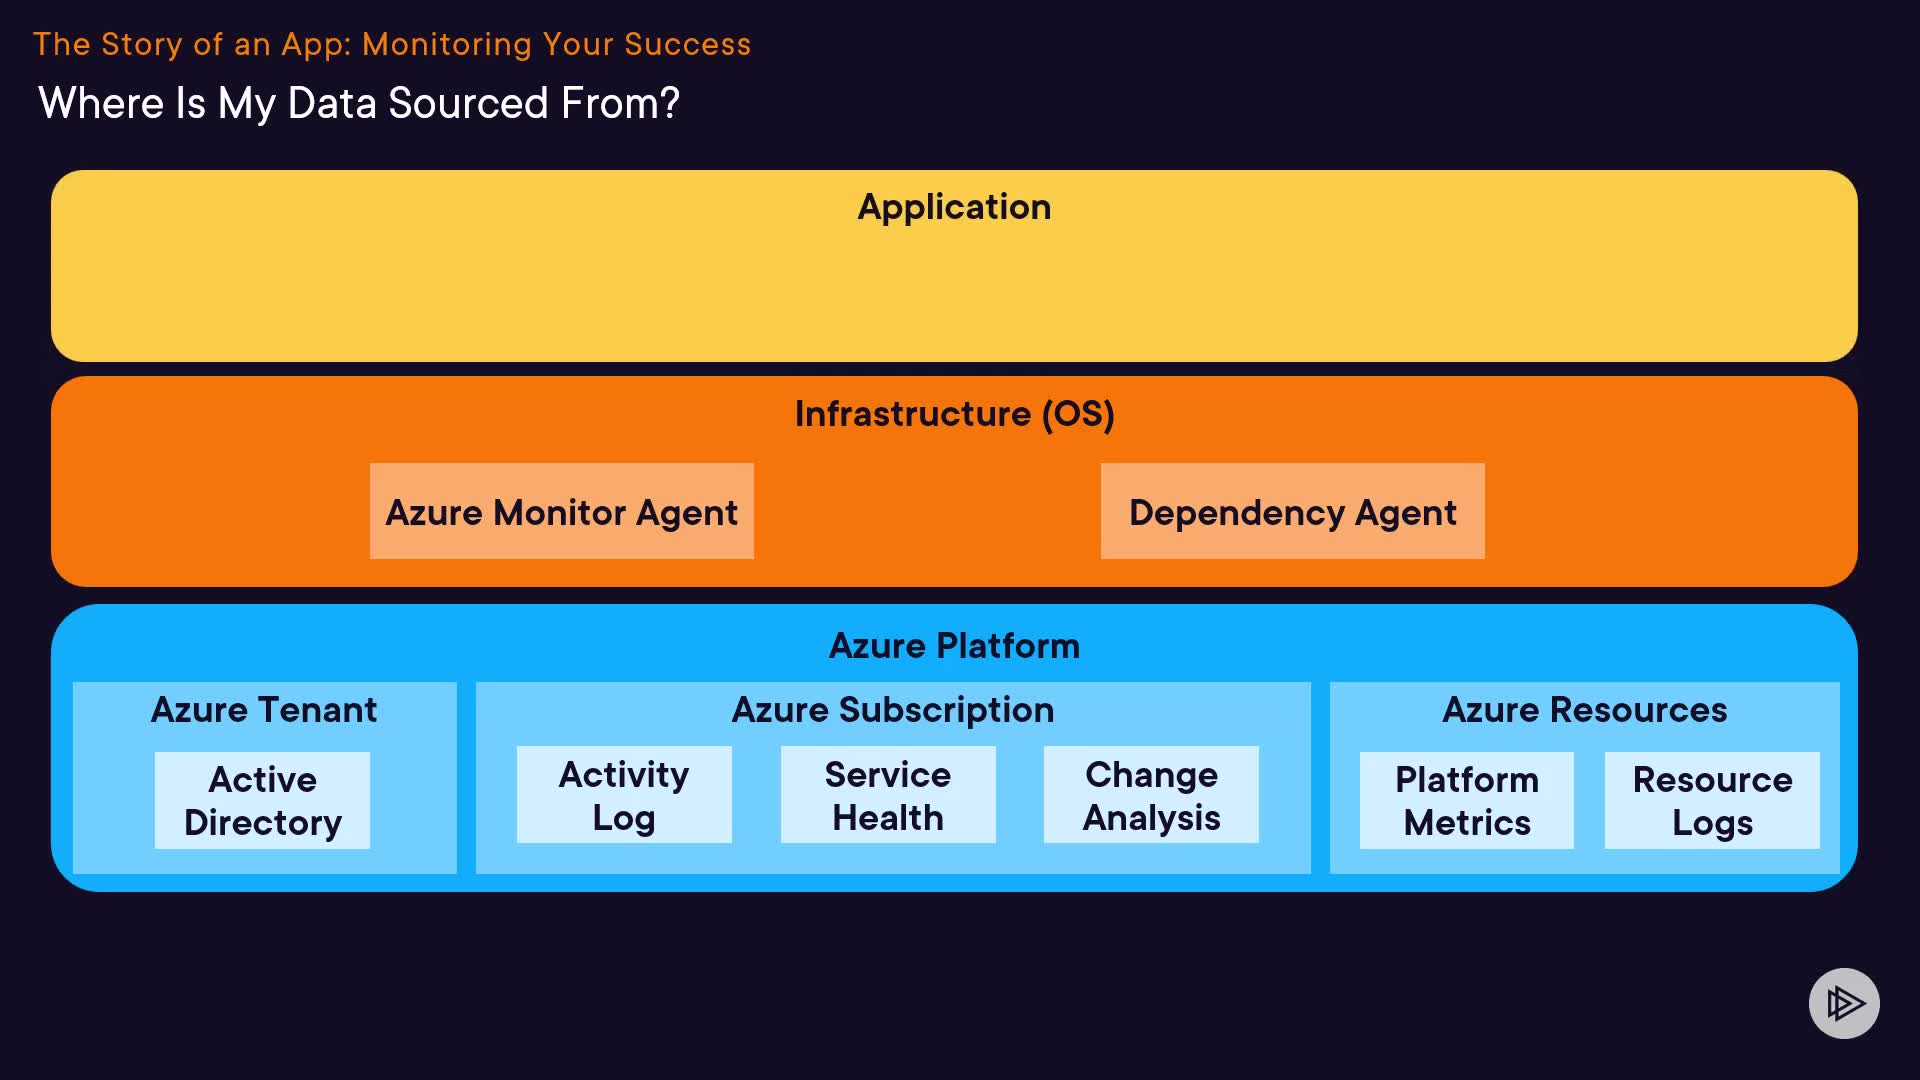 The Story of an App: Monitoring Your Success
Where Is My Data Sourced From?
Application
Infrastructure (OS)
Azure Monitor Agent
Dependency Agent
Azure Platform
Azure Tenant
Active
Directory
Azure Subscription
Activity
Log
Service
Health
Change
Analysis
Azure Resources
Platform
Metrics
Resource
Logs